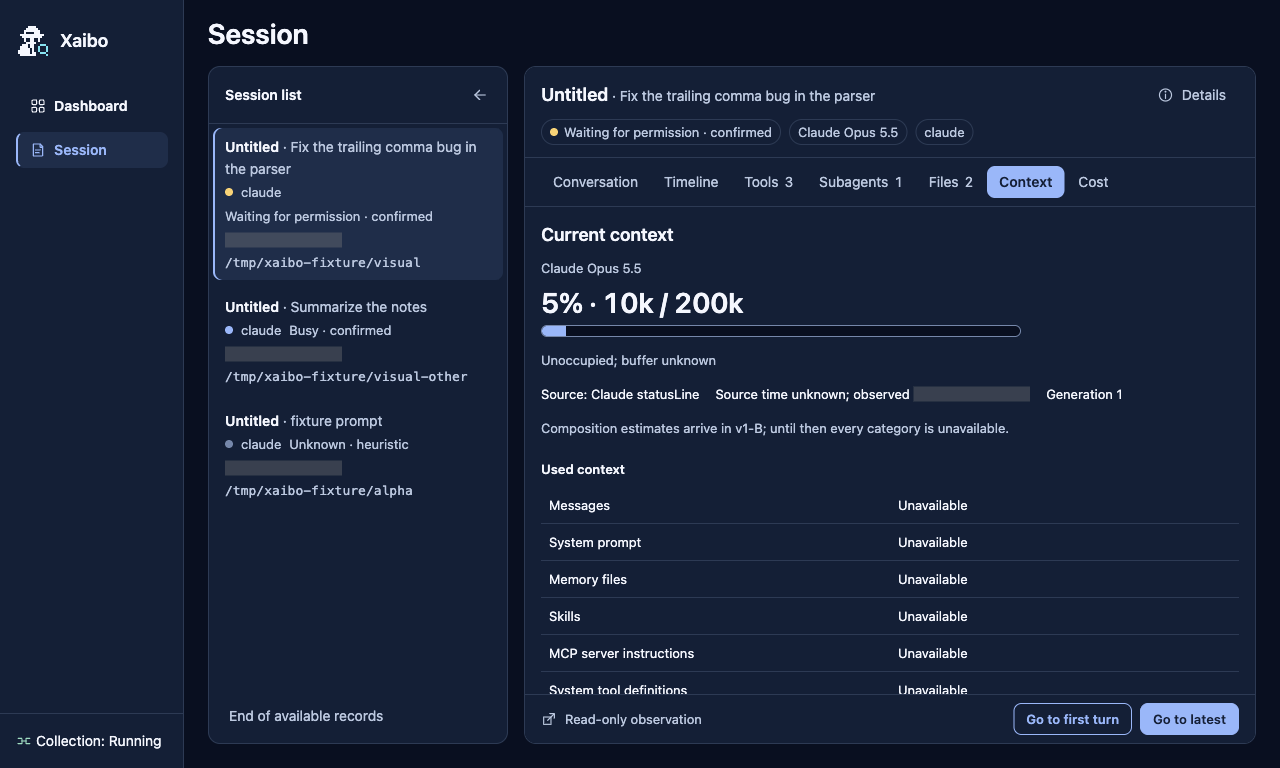 Xaibo
Dashboard
Session
Collection: Running
Session
Session list
Untitled · Fix the trailing comma bug in
the parser
claude
Waiting for permission · confirmed
/tmp/xaibo-fixture/visual
Untitled · Summarize the notes
claude Busy · confirmed
/tmp/xaibo-fixture/visual-other
Untitled · fixture prompt
claude Unknown · heuristic
/tmp/xaibo-fixture/alpha
End of available records
Untitled · Fix the trailing comma bug in the parser
Details
Waiting for permission · confirmed
Claude Opus 5.5
claude
Conversation Timeline Tools 3 Subagents 1 Files 2 Context Cost
Current context
Claude Opus 5.5
5% · 10k / 200k
Unoccupied; buffer unknown
Source: Claude statusLine Source time unknown; observed Generation 1
Composition estimates arrive in v1-B; until then every category is unavailable.
Used context
Messages Unavailable
System prompt Unavailable
Memory files Unavailable
Skills Unavailable
MCP server instructions Unavailable
System tool definitions Unavailable
Read-only observation
Go to first turn
Go to latest